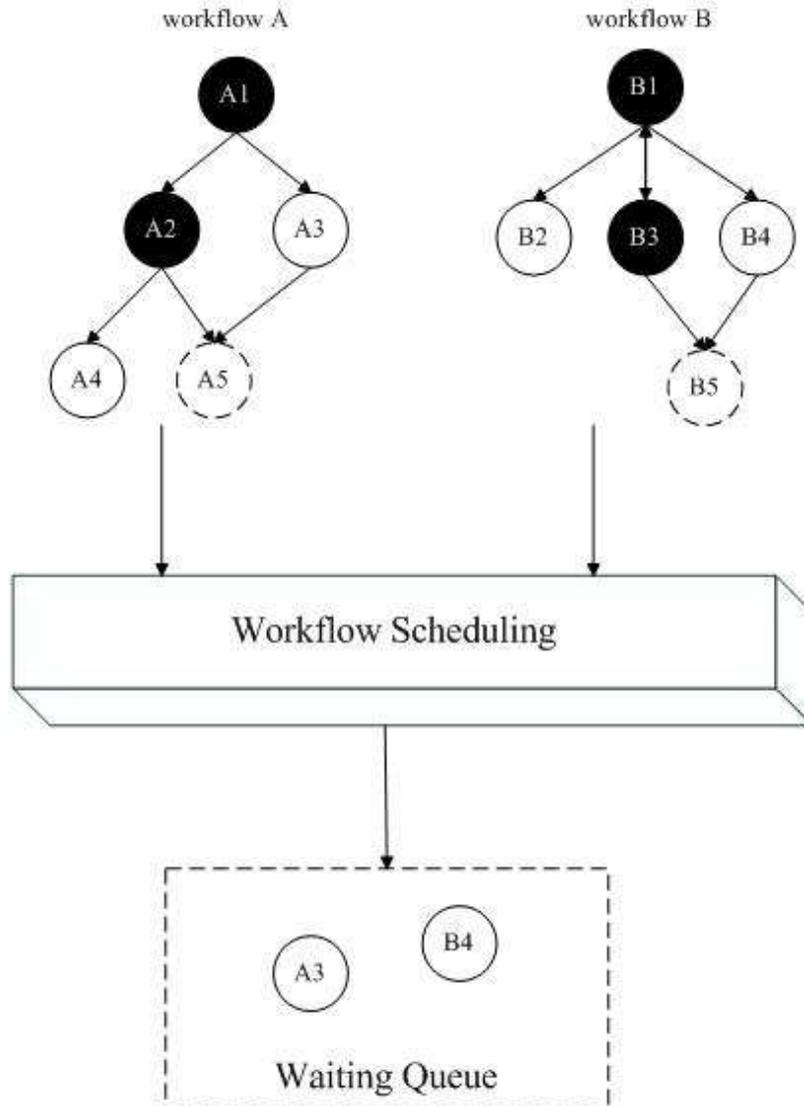 workflow A
workflow B
A1
B1
A2
A3
B2
B3
B4
A4
A5
B5
Workflow Scheduling
A3
B4
Waiting Queue